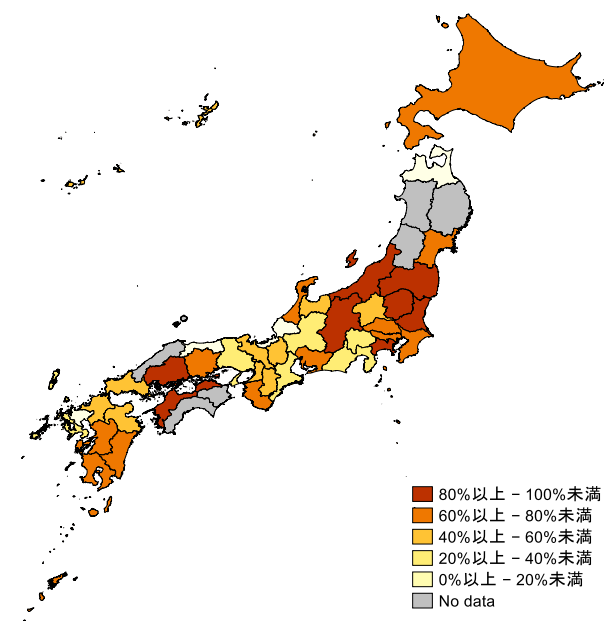 80%以上 – 100%未満
60%以上 – 80%未満
40%以上 – 60%未満
20%以上 – 40%未満
0%以上 – 20%未満
No data